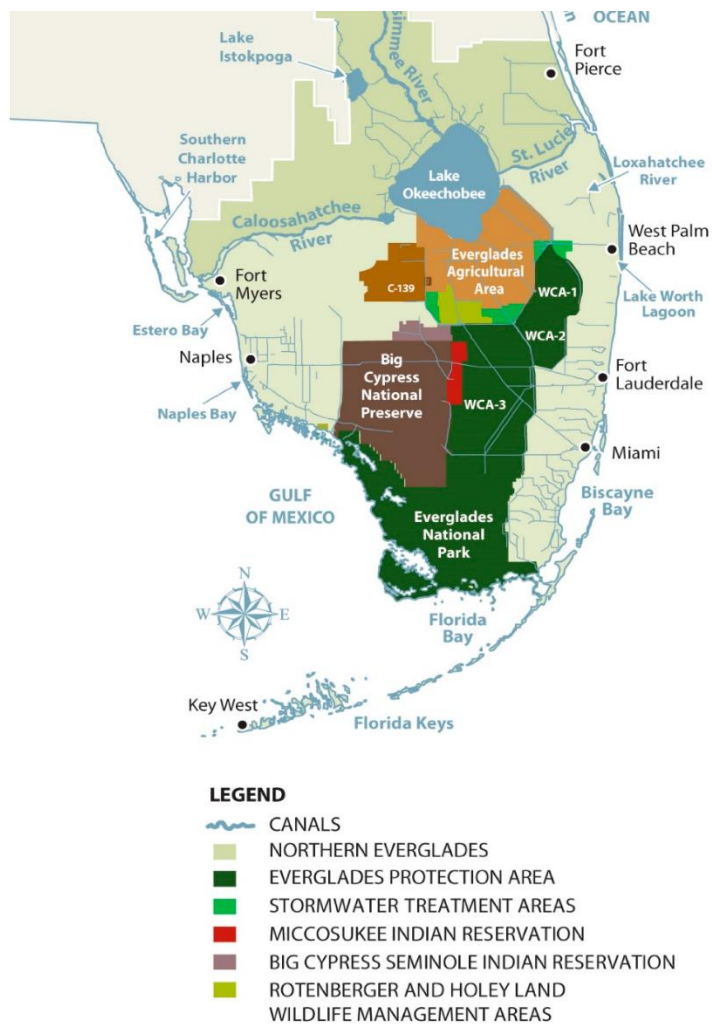 OCEAN
Lake
Istokpoga
simmee River
Fort
Pierce
Southern
Charlotte
Harbor
St. Lucie
River
Lake
Okeechobee
Loxahatchee
River
Caloosahatchee
River
West Palm
Beach
Everglades
Agricultural
Area
Fort
Myers
C-139
WCA-1
Lake Worth
Lagoon
Estero Bay
WCA-2
Naples
Big
Cypress
National
Preserve
Fort
Lauderdale
Naples Bay
WCA-3
Miami
GULF
OF MEXICO
Biscayne
Bay
Everglades
National
Park
N
W
E
S
Florida
Bay
Key West
Florida Keys
LEGEND
CANALS
NORTHERN EVERGLADES
EVERGLADES PROTECTION AREA
STORMWATER TREATMENT AREAS
MICCOSUKEE INDIAN RESERVATION
BIG CYPRESS SEMINOLE INDIAN RESERVATION
ROTENBERGER AND HOLEY LAND
WILDLIFE MANAGEMENT AREAS